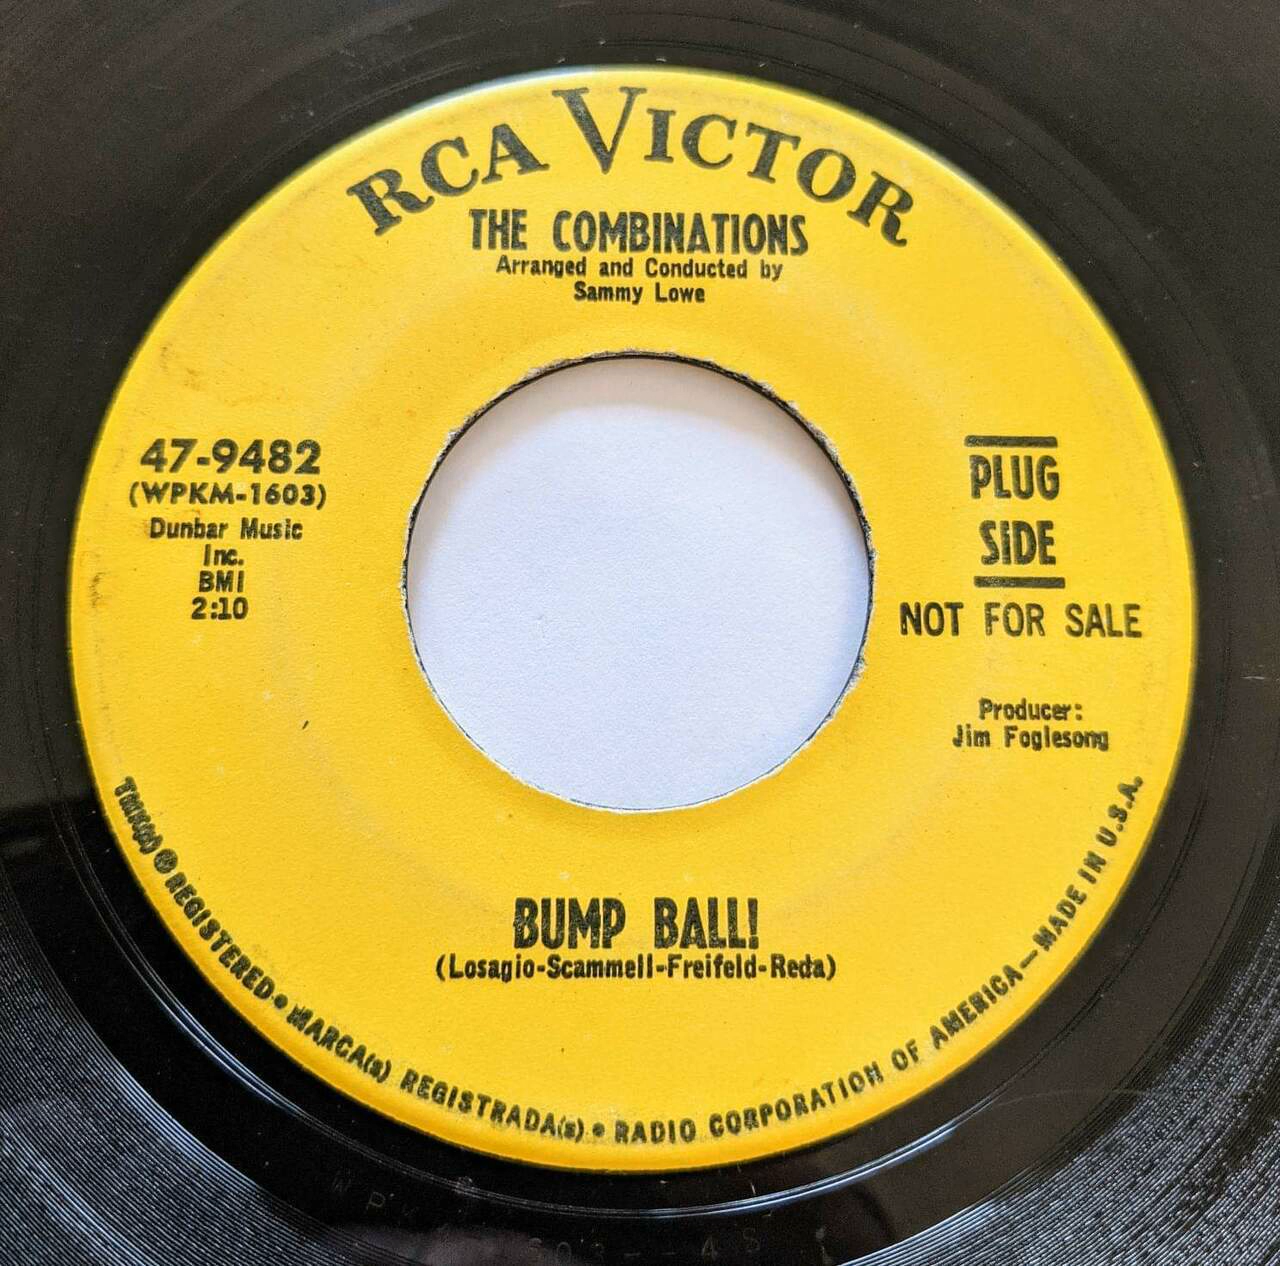 RCA VICTOR
THE COMBINATIONS
Arranged and Conducted by
Sammy Lowe
47-9482
(WPKM-1603)
Dunbar Music
Inc.
BMI
2:10
PLUG
SIDE
NOT FOR SALE
Producer:
Jim Foglesong
BUMP BALL!
(Losagio-Scammell-Freifeld-Reda)
TMK(s) ® REGISTERED • MARCA(s) REGISTRADA(s) • RADIO CORPORATION OF AMERICA—MADE IN U.S.A.